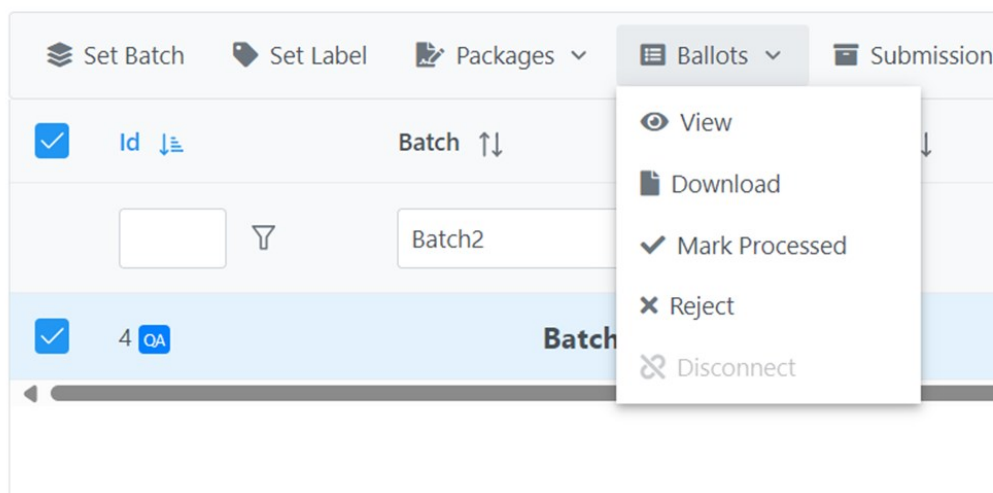 Set Batch Set Label Packages Ballots Submission
Id Batch
View
Download
Batch2
Mark Processed
Reject
4 QA Batch
Disconnect